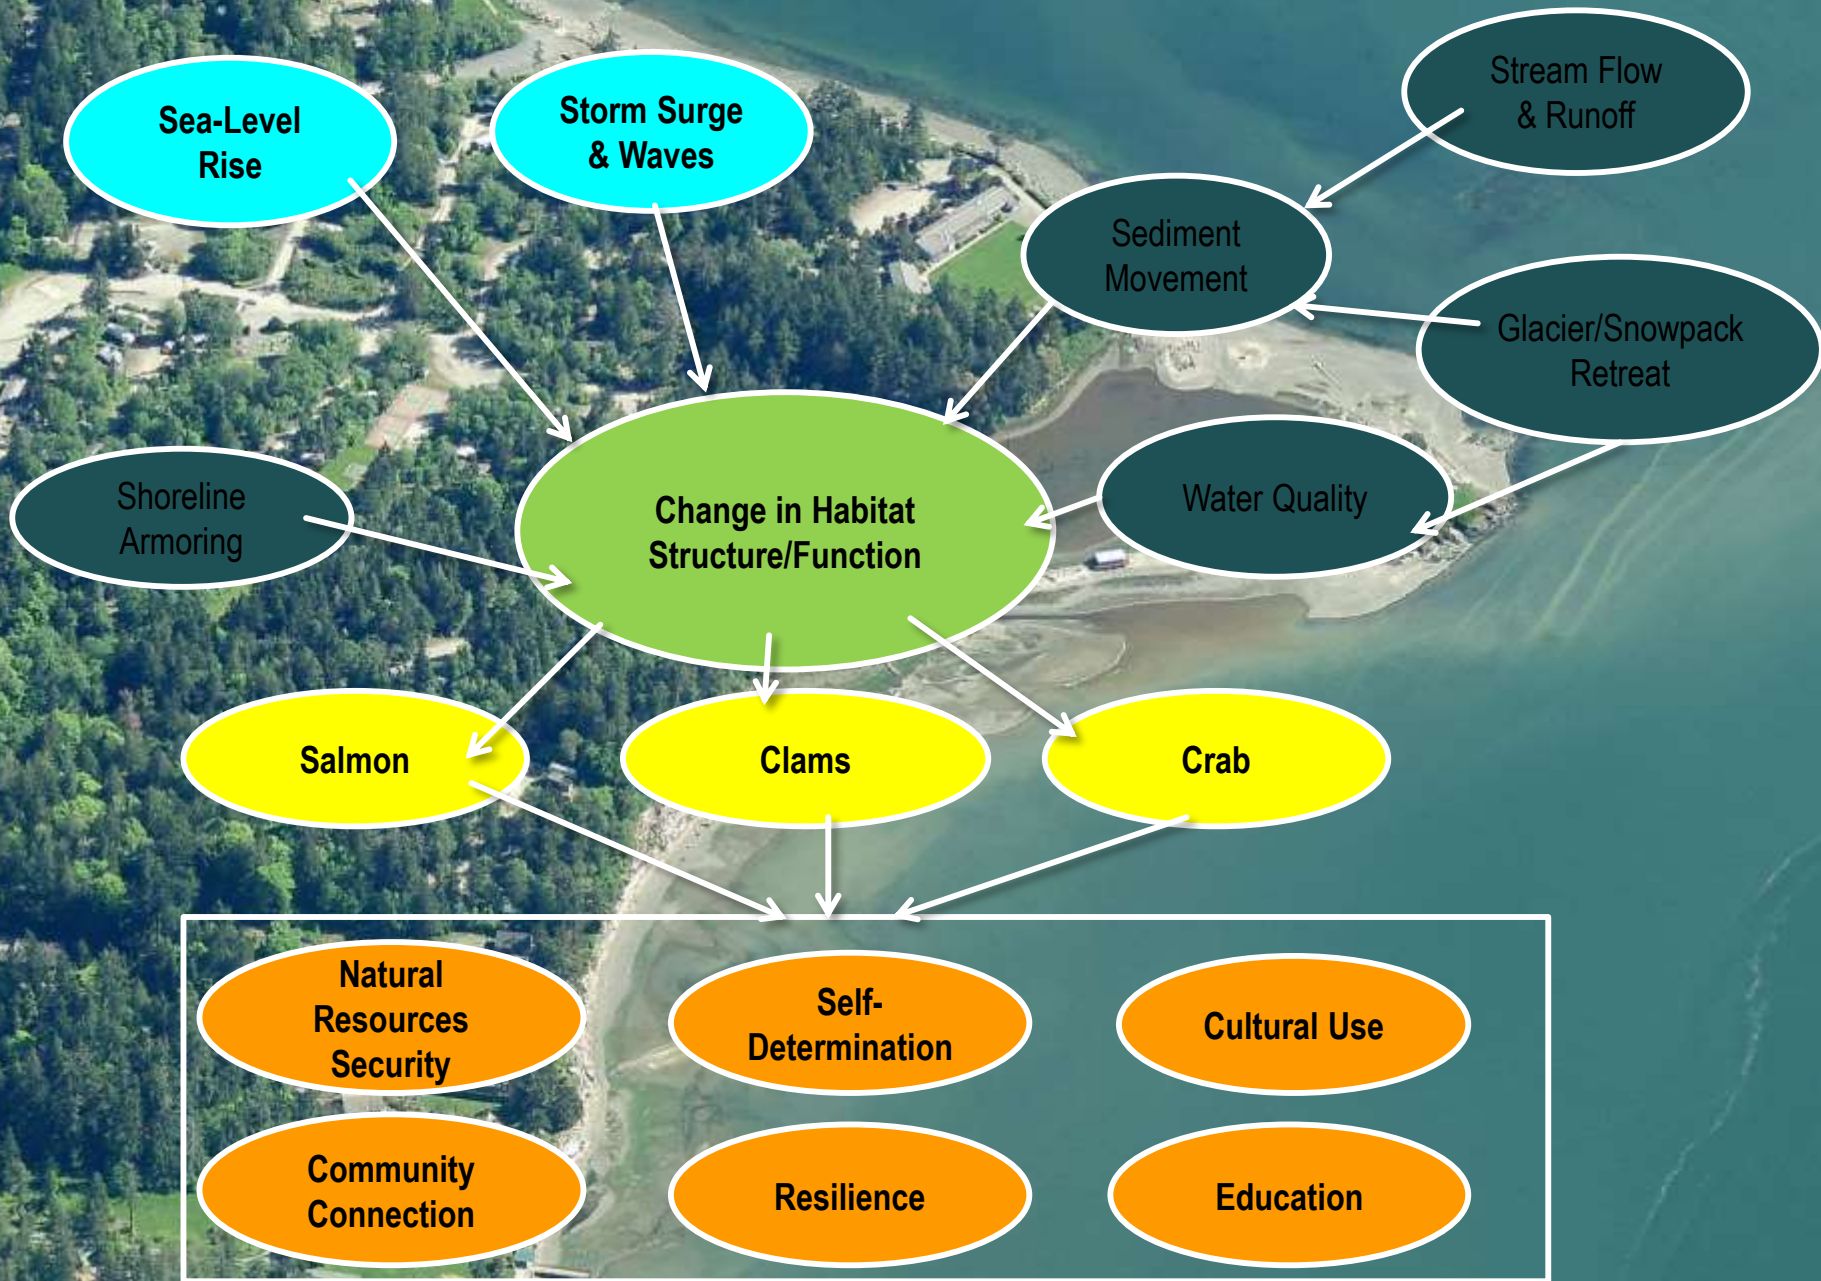 Sea-Level
Rise
Storm Surge
& Waves
Stream Flow
& Runoff
Sediment
Movement
Glacier/Snowpack
Retreat
Shoreline
Armoring
Change in Habitat
Structure/Function
Water Quality
Salmon
Clams
Crab
Natural
Resources
Security
Self-
Determination
Cultural Use
Community
Connection
Resilience
Education